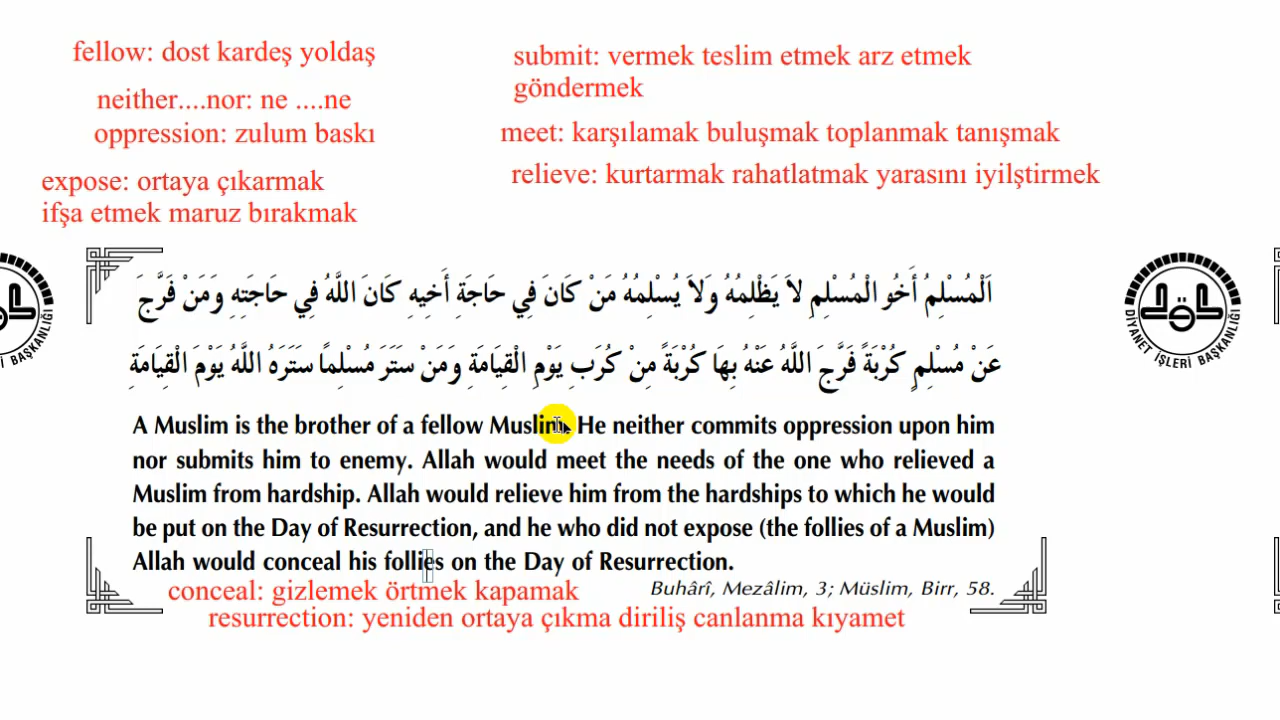 fellow: dost kardeş yoldaş
neither....nor: ne ....ne
oppression: zulum baskı
expose: ortaya çıkarmak
ifşa etmek maruz bırakmak
submit: vermek teslim etmek arz etmek
göndermek
meet: karşılamak buluşmak toplanmak tanışmak
relieve: kurtarmak rahatlatmak yarasını iyilştirmek
اَلْمُسْلِمُ أَخُو الْمُسْلِمِ لاَ يَظْلِمُهُ وَلاَ يُسْلِمُهُ مَنْ كَانَ فِي حَاجَةِ أَخِيهِ كَانَ اللَّهُ فِي حَاجَتِهِ وَمَنْ فَرَّجَ
عَنْ مُسْلِمٍ كُرْبَةً فَرَّجَ اللَّهُ عَنْهُ بِهَا كُرْبَةً مِنْ كُرَبِ يَوْمِ الْقِيَامَةِ وَمَنْ سَتَرَ مُسْلِمًا سَتَرَهُ اللَّهُ يَوْمَ الْقِيَامَةِ
A Muslim is the brother of a fellow Muslim. He neither commits oppression upon him
nor submits him to enemy. Allah would meet the needs of the one who relieved a
Muslim from hardship. Allah would relieve him from the hardships to which he would
be put on the Day of Resurrection, and he who did not expose (the follies of a Muslim)
Allah would conceal his follies on the Day of Resurrection.
Buhârî, Mezâlim, 3; Müslim, Birr, 58.
conceal: gizlemek örtmek kapamak
resurrection: yeniden ortaya çıkma diriliş canlanma kıyamet
DİYANET İŞLERİ BAŞKANLIĞI